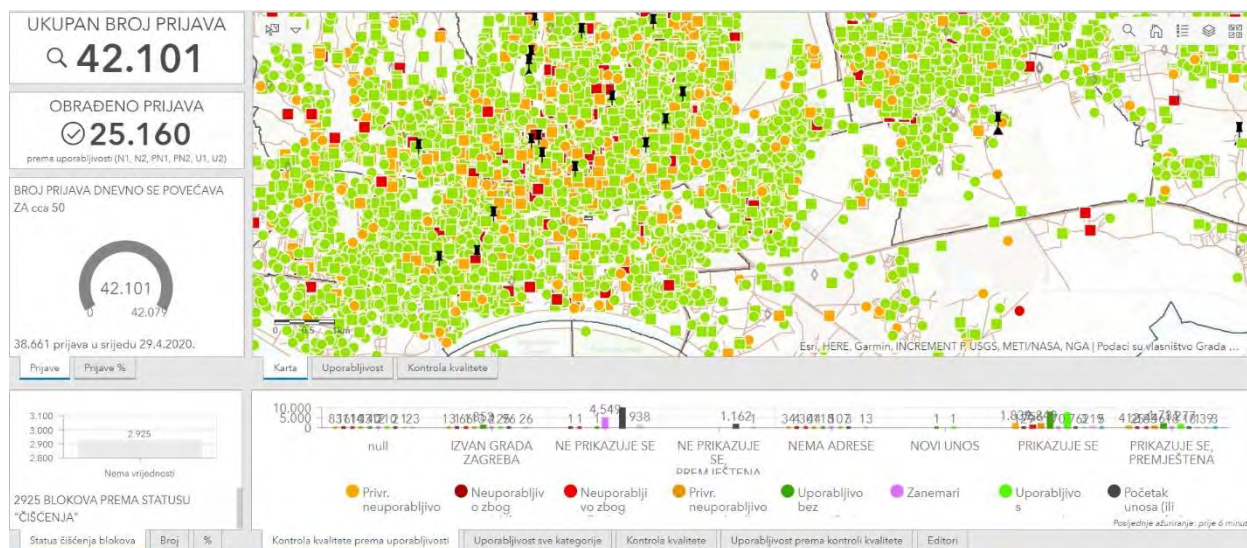 UKUPAN BROJ PRIJAVA
42.101
OBRAĐENO PRIJAVA
25.160
prema uporabljivosti (N1, N2, PN1, PN2, U1, U2)
BROJ PRIJAVA DNEVNO SE POVEĆAVA
ZA cca 50
42.101
0 42.079
38.661 prijava u srijedu 29.4.2020.
Prijave Prijave %
Esri, HERE, Garmin, INCREMENT P, USGS, METI/NASA, NGA | Podaci su vlasništvo Grada ...
Karta Uporabljivost Kontrola kvalitete
3.100
3.000
2.900
2.800
2.925
Nema vrijednosti
2925 BLOKOVA PREMA STATUSU
"ČIŠĆENJA"
Status čišćenja blokova Broj %
10.000
5.000
0
4.549 938 1.162
null IZVAN GRADA
ZAGREBA NE PRIKAZUJE SE NE PRIKAZUJE
SE,
PREMJEŠTENA NEMA ADRESE NOVI UNOS PRIKAZUJE SE PRIKAZUJE SE,
PREMJEŠTENA
Privr.
neuporabljivo Neuporabljiv
o zbog Neuporablji
vo zbog Privr.
neuporabljivo Uporabljivo
bez Zanemari Uporabljivo
s Početak
unosa (ili
Posljednje ažuriranje: prije 6 minut
Kontrola kvalitete prema uporabljivosti Uporabljivost sve kategorije Kontrola kvalitete Uporabljivost prema kontroli kvalitete Editori